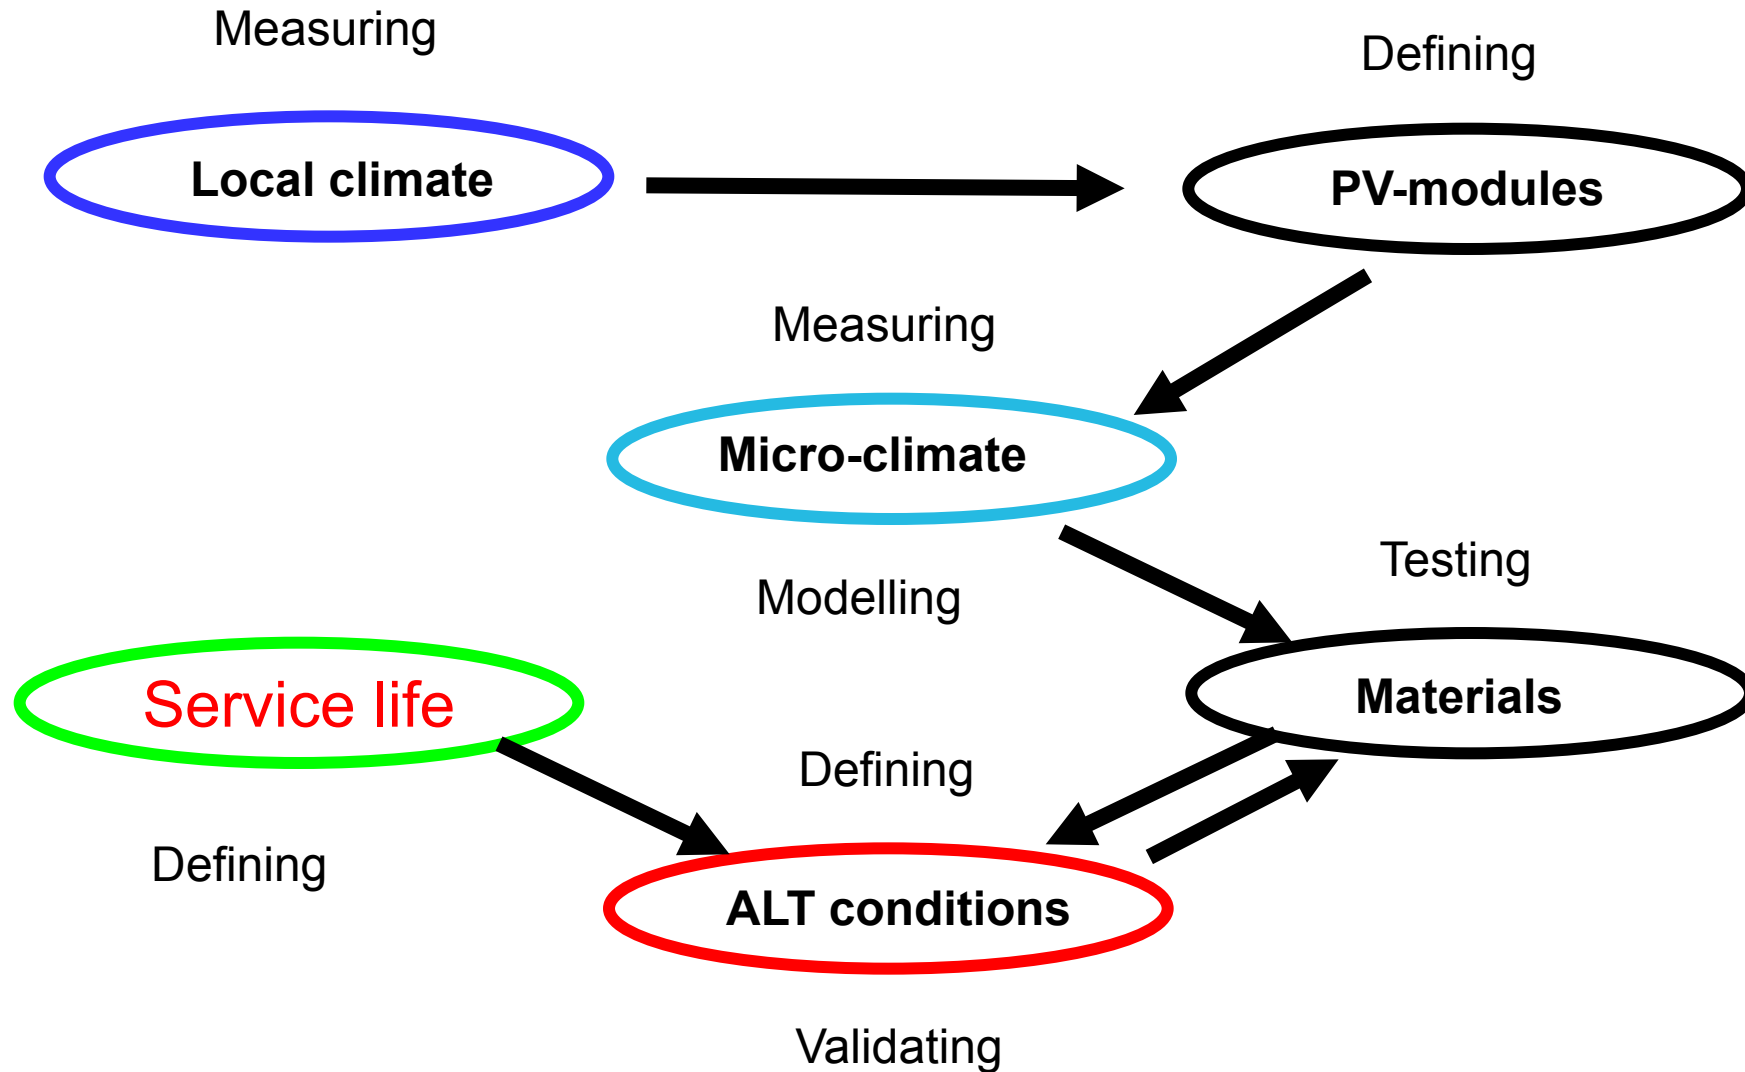 Measuring
Defining
Local climate
PV-modules
Measuring
Micro-climate
Modelling
Testing
Service life
Materials
Defining
Defining
ALT conditions
Validating